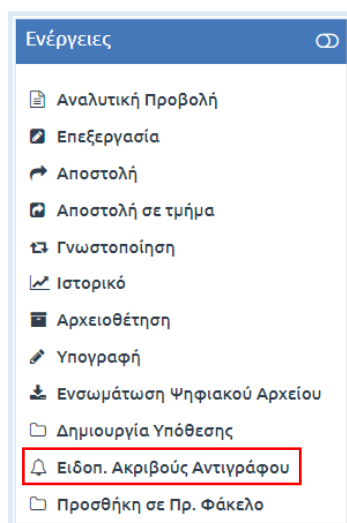 Ενέργειες
Αναλυτική Προβολή
Επεξεργασία
Αποστολή
Αποστολή σε τμήμα
Γνωστοποίηση
Ιστορικό
Αρχειοθέτηση
Υπογραφή
Ενσωμάτωση Ψηφιακού Αρχείου
Δημιουργία Υπόθεσης
Ειδοπ. Ακριβούς Αντιγράφου
Προσθήκη σε Πρ. Φάκελο